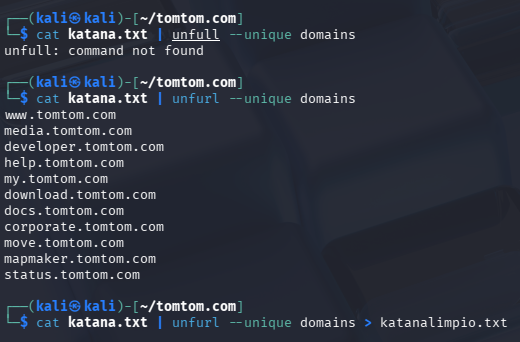 ┌──(kali㉿kali)-[~/tomtom.com]
└─$ cat katana.txt | unfull --unique domains
unfull: command not found
┌──(kali㉿kali)-[~/tomtom.com]
└─$ cat katana.txt | unfurl --unique domains
www.tomtom.com
media.tomtom.com
developer.tomtom.com
help.tomtom.com
my.tomtom.com
download.tomtom.com
docs.tomtom.com
corporate.tomtom.com
move.tomtom.com
mapmaker.tomtom.com
status.tomtom.com
┌──(kali㉿kali)-[~/tomtom.com]
└─$ cat katana.txt | unfurl --unique domains > katanalimpio.txt